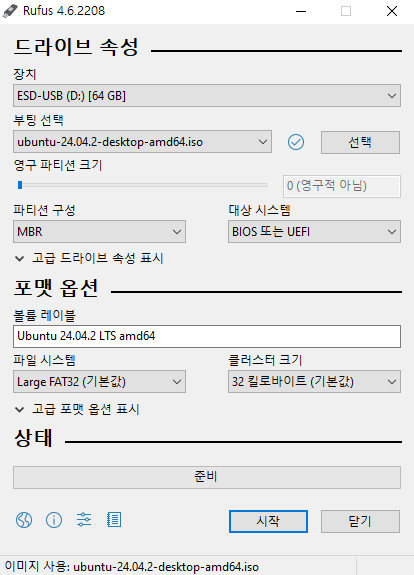 Rufus 4.6.2208
드라이브 속성
장치
ESD-USB (D:) [64 GB]
부팅 선택
ubuntu-24.04.2-desktop-amd64.iso
선택
영구 파티션 크기
0 (영구적 아님)
파티션 구성 대상 시스템
MBR BIOS 또는 UEFI
고급 드라이브 속성 표시
포맷 옵션
볼륨 레이블
Ubuntu 24.04.2 LTS amd64
파일 시스템 클러스터 크기
Large FAT32 (기본값) 32 킬로바이트 (기본값)
고급 포맷 옵션 표시
상태
준비
시작 닫기
이미지 사용: ubuntu-24.04.2-desktop-amd64.iso